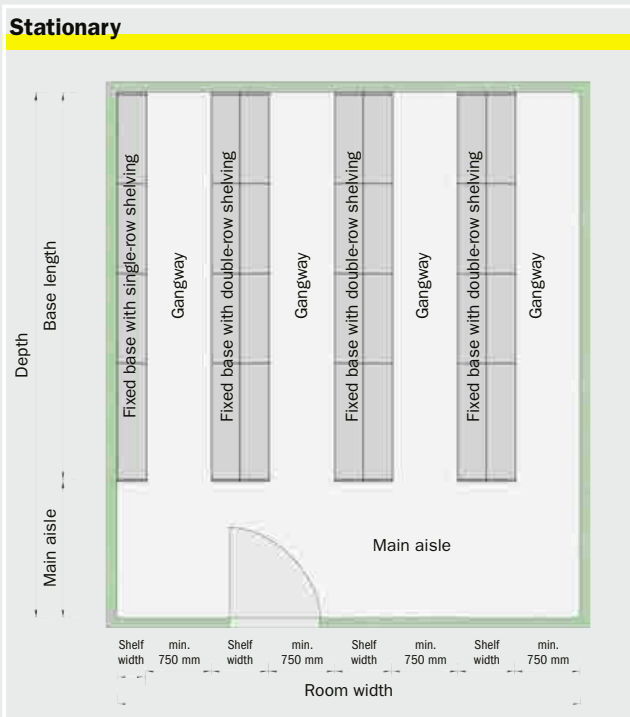 Stationary
Depth
Base length
Main aisle
Fixed base with single-row shelving
Gangway
Fixed base with double-row shelving
Gangway
Fixed base with double-row shelving
Gangway
Fixed base with double-row shelving
Gangway
Main aisle
Shelf
width
min.
750 mm
Shelf
width
min.
750 mm
Shelf
width
min.
750 mm
Shelf
width
min.
750 mm
Room width